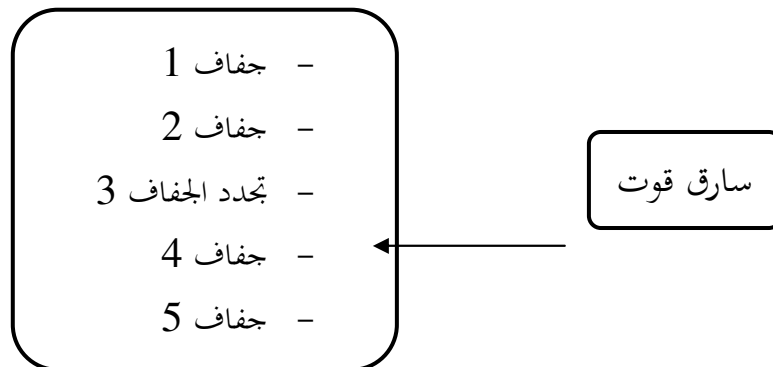 سارق قوت
- جفاف 1
- جفاف 2
- تجدد الجفاف 3
- جفاف 4
- جفاف 5